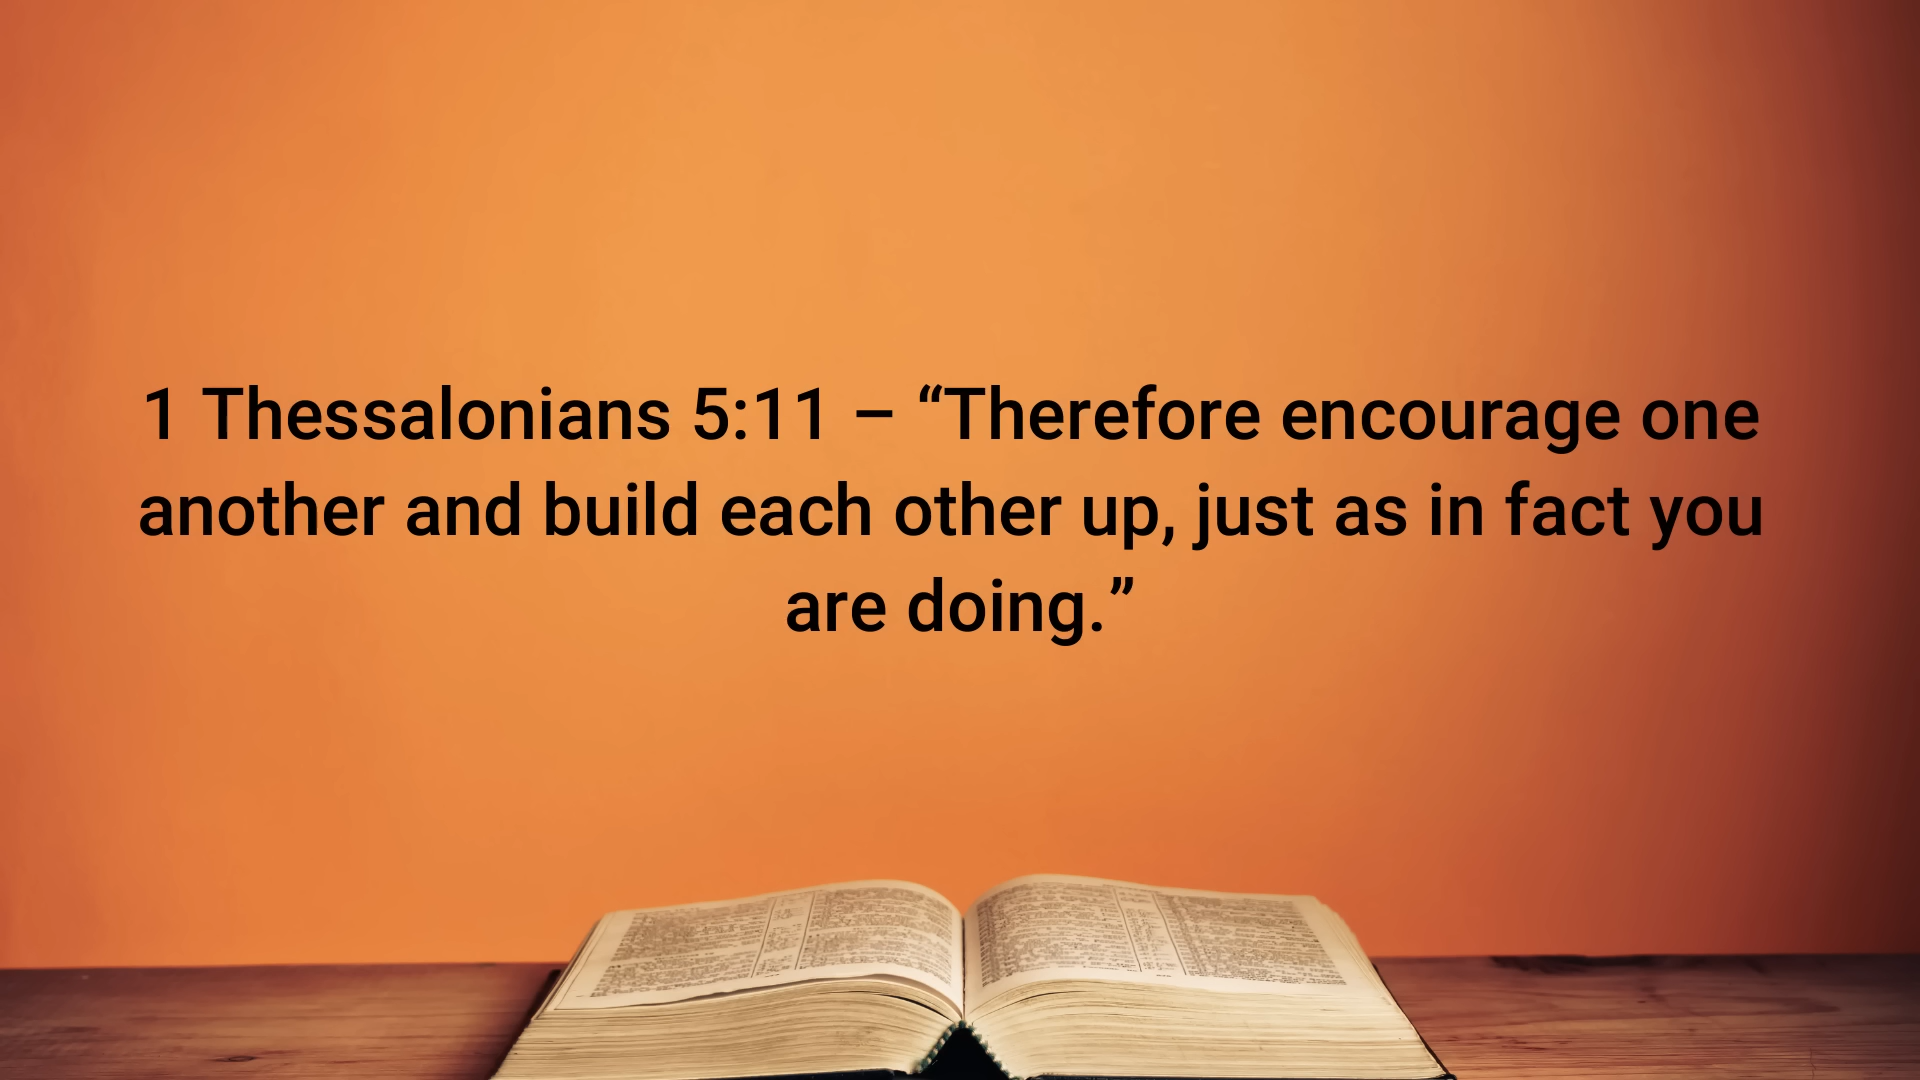 1 Thessalonians 5:11 – “Therefore encourage one
another and build each other up, just as in fact you
are doing.”